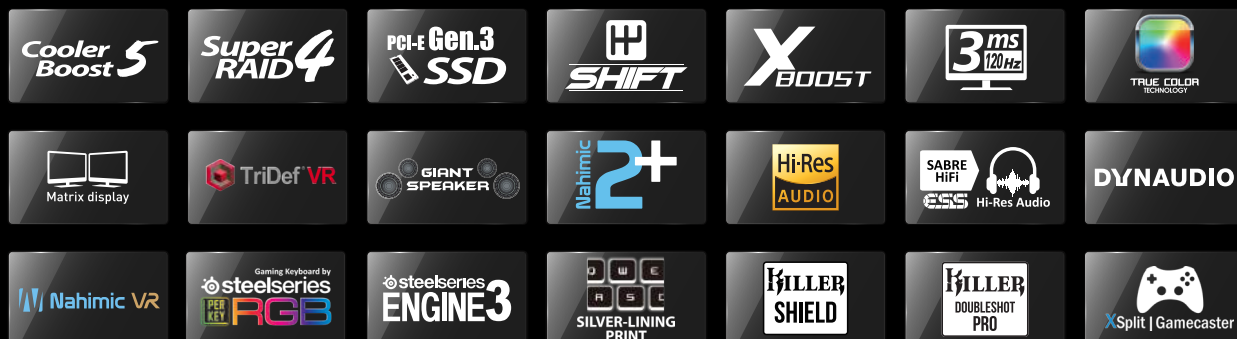 Cooler
Boost 5
Super
RAID 4
PCI-E Gen.3
SSD
SHIFT
XBOOST
3ms
120Hz
TRUE COLOR
TECHNOLOGY
Matrix display
TriDef VR
GIANT
SPEAKER
Nahimic
2+
Hi-Res
AUDIO
SABRE
HiFi
ESS
Hi-Res Audio
DYNAUDIO
Nahimic VR
Gaming Keyboard by
steelseries
PER
KEY
RGB
steelseries
ENGINE3
Q W E
A S D
SILVER-LINING
PRINT
KILLER
SHIELD
KILLER
DOUBLESHOT
PRO
XSplit | Gamecaster